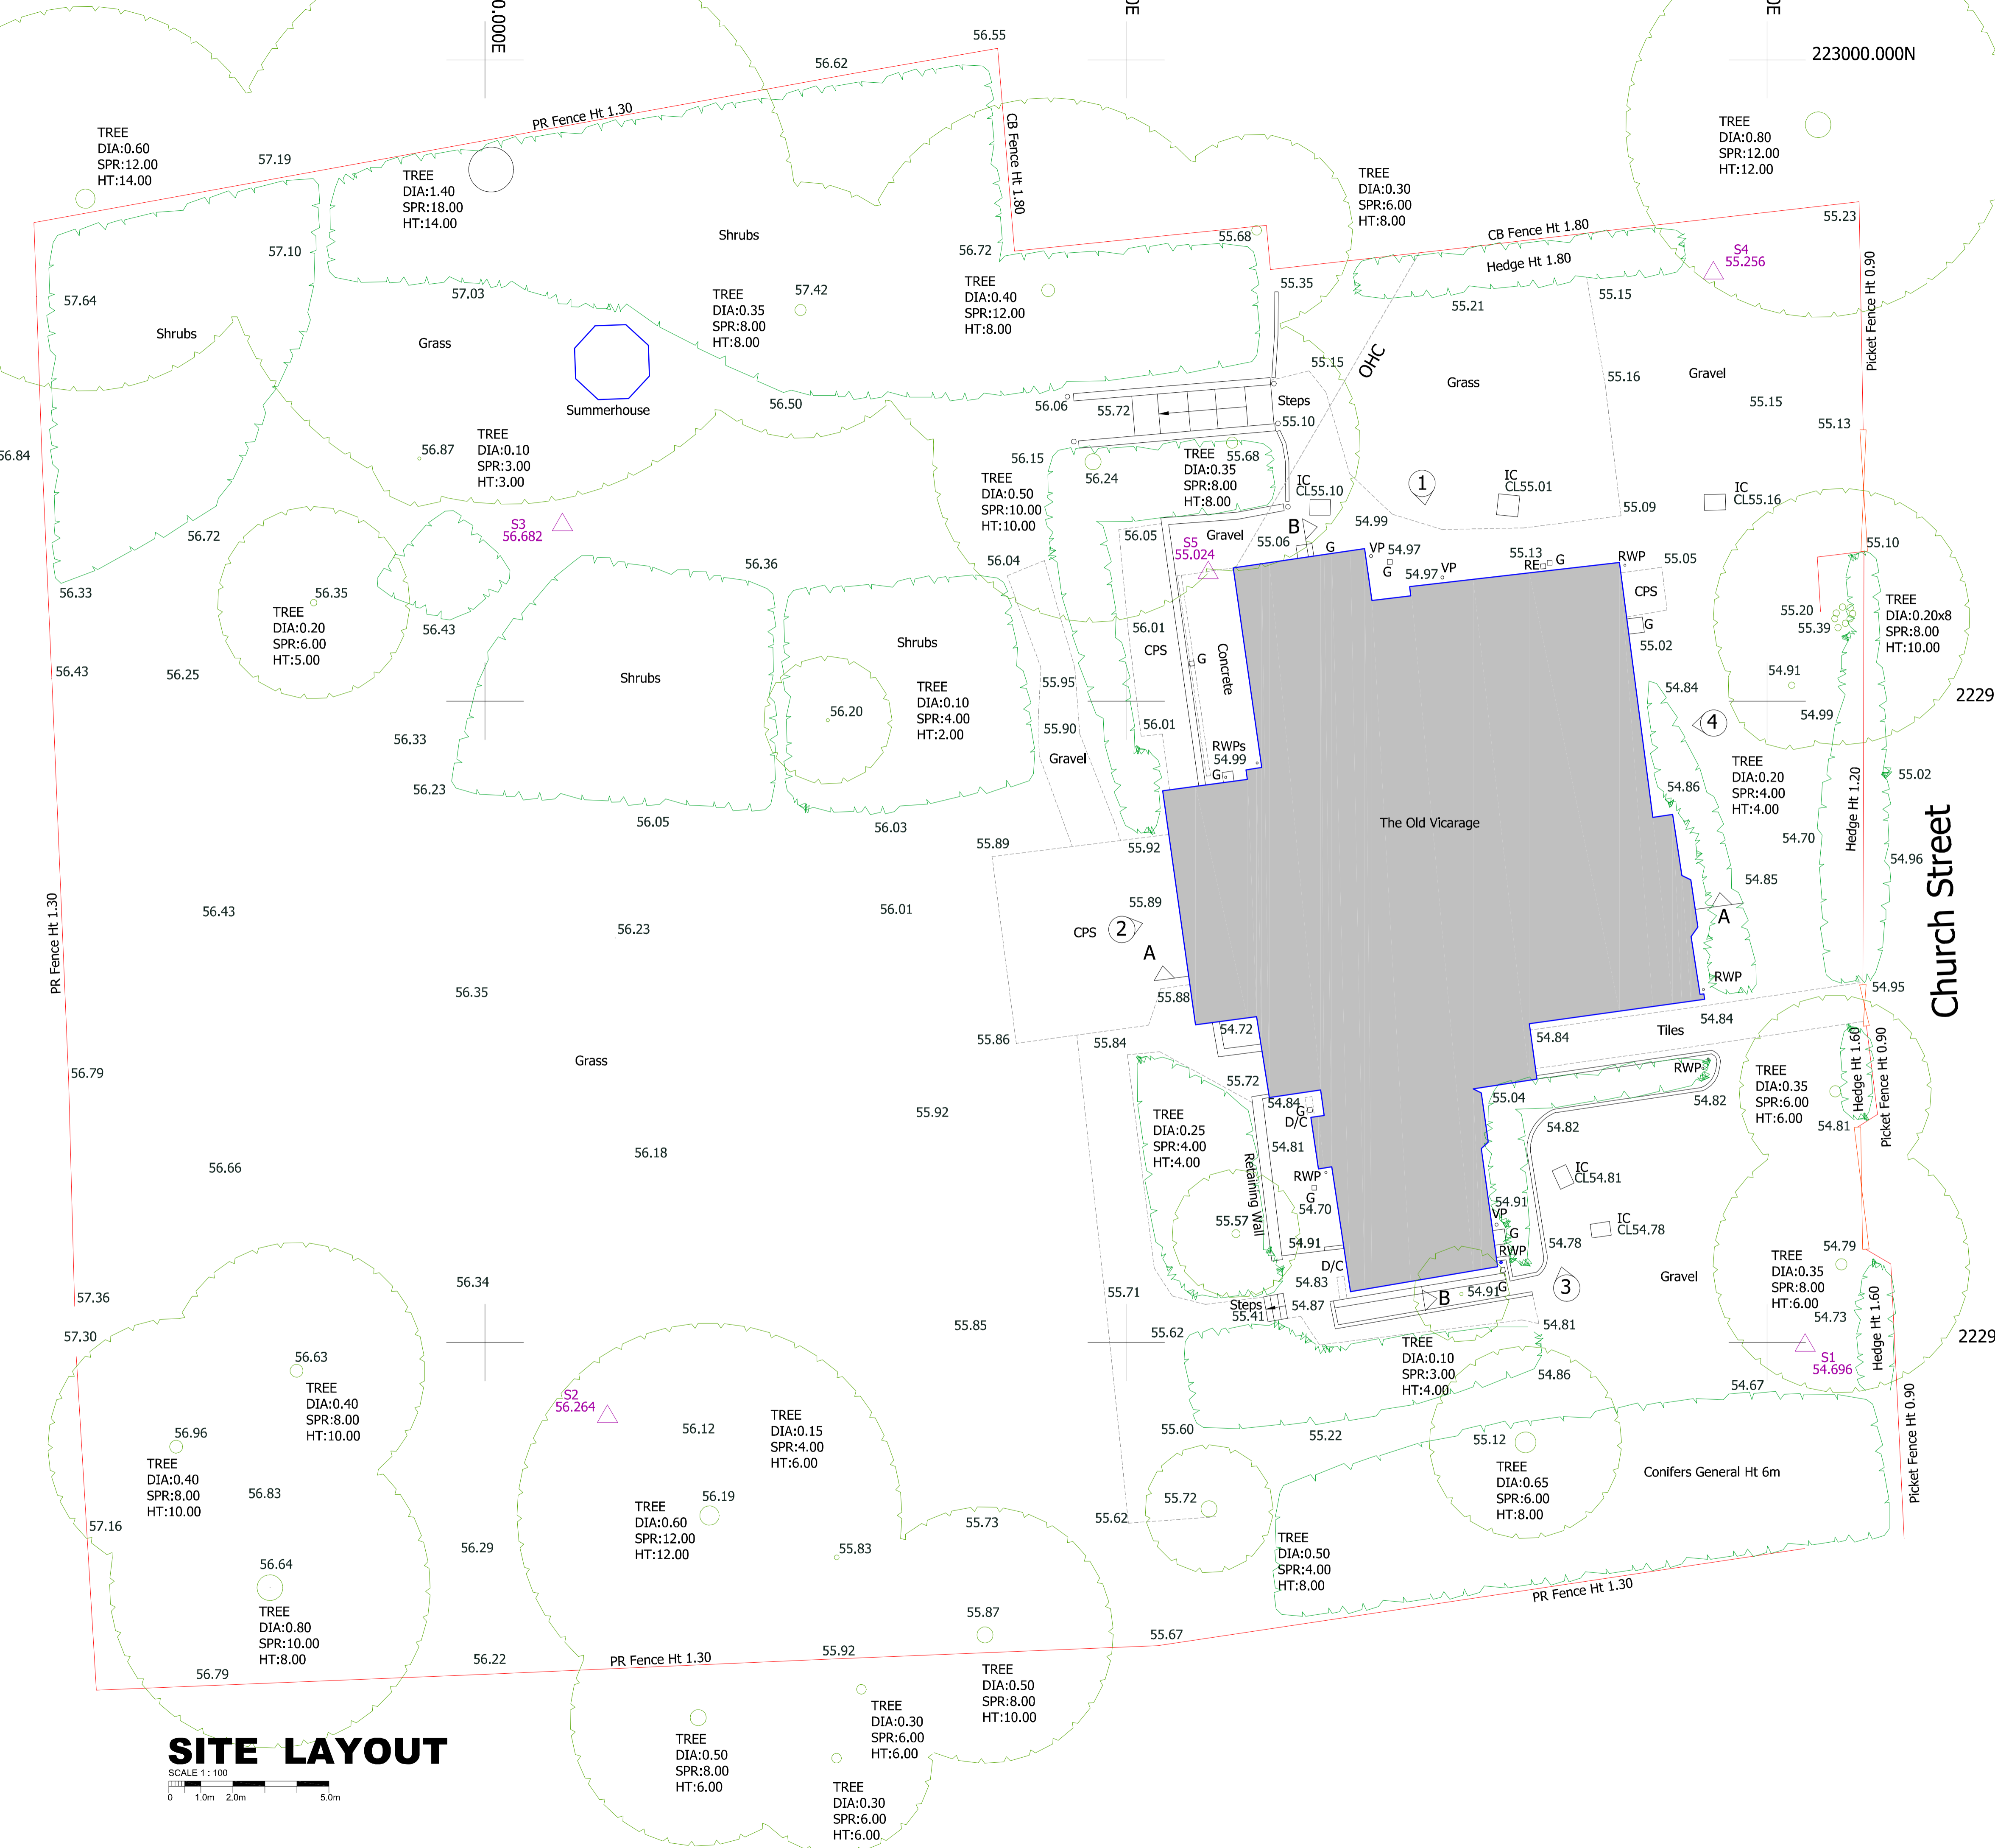 0.000E
0E
0E
223000.000N
56.55
56.62
PR Fence Ht 1.30
CB Fence Ht 1.80
57.19
TREE
DIA:0.60
SPR:12.00
HT:14.00
TREE
DIA:1.40
SPR:18.00
HT:14.00
TREE
DIA:0.30
SPR:6.00
HT:8.00
TREE
DIA:0.80
SPR:12.00
HT:12.00
55.23
57.10
Shrubs
56.72
55.68
CB Fence Ht 1.80
Hedge Ht 1.80
S4
55.256
Picket Fence Ht 0.90
57.64
57.03
TREE
DIA:0.35
SPR:8.00
HT:8.00
57.42
TREE
DIA:0.40
SPR:12.00
HT:8.00
55.35
55.21
55.15
Shrubs
Grass
55.15
OHC
Grass
55.16
Gravel
Summerhouse
56.50
56.06
55.72
Steps
55.10
55.15
55.13
56.84
56.87
TREE
DIA:0.10
SPR:3.00
HT:3.00
56.15
56.24
TREE
DIA:0.35
SPR:8.00
HT:8.00
55.68
TREE
DIA:0.50
SPR:10.00
HT:10.00
IC
CL55.10
1
IC
CL55.01
IC
CL55.16
55.09
56.72
S3
56.682
56.36
56.04
56.05
Gravel
S5
55.024
B
55.06
G
54.99
VP
54.97
G
54.97
VP
55.13
RE
G
RWP
55.05
55.10
56.33
56.35
TREE
DIA:0.20
SPR:6.00
HT:5.00
56.43
CPS
G
55.02
55.20
55.39
TREE
DIA:0.20x8
SPR:8.00
HT:10.00
56.01
CPS
G
Concrete
Shrubs
Shrubs
56.43
56.25
TREE
DIA:0.10
SPR:4.00
HT:2.00
56.20
55.95
55.90
56.01
54.84
54.91
54.99
2229
56.33
Gravel
RWPs
54.99
G
4
TREE
DIA:0.20
SPR:4.00
HT:4.00
54.86
55.02
56.23
56.05
56.03
55.89
55.92
The Old Vicarage
54.70
Hedge Ht 1.20
54.96
Church Street
PR Fence Ht 1.30
56.43
56.23
56.01
55.89
CPS
2
A
54.85
A
56.35
55.88
RWP
54.95
55.86
55.84
54.72
54.84
54.84
Tiles
Grass
56.79
55.72
54.84
G
D/C
55.04
RWP
54.82
TREE
DIA:0.35
SPR:6.00
HT:6.00
Hedge Ht 1.60
Picket Fence Ht 0.90
55.92
TREE
DIA:0.25
SPR:4.00
HT:4.00
54.81
54.82
54.81
56.66
56.18
Retaining Wall
RWP
G
54.70
IC
CL54.81
54.91
VP
55.57
54.91
D/C
G
RWP
IC
CL54.78
54.78
54.79
56.34
55.71
54.83
54.87
Steps
55.41
B
54.91
G
3
Gravel
TREE
DIA:0.35
SPR:8.00
HT:6.00
54.73
57.36
57.30
55.85
55.62
54.81
S1
54.696
Hedge Ht 1.60
2229
56.63
TREE
DIA:0.40
SPR:8.00
HT:10.00
S2
56.264
TREE
DIA:0.10
SPR:3.00
HT:4.00
54.86
54.67
56.96
TREE
DIA:0.40
SPR:8.00
HT:10.00
56.12
TREE
DIA:0.15
SPR:4.00
HT:6.00
55.60
55.22
55.12
Picket Fence Ht 0.90
56.83
56.19
TREE
DIA:0.60
SPR:12.00
HT:12.00
55.72
TREE
DIA:0.65
SPR:6.00
HT:8.00
Conifers General Ht 6m
57.16
56.29
55.83
55.73
55.62
56.64
TREE
DIA:0.80
SPR:10.00
HT:8.00
TREE
DIA:0.50
SPR:4.00
HT:8.00
PR Fence Ht 1.30
55.87
55.67
56.79
56.22
PR Fence Ht 1.30
55.92
TREE
DIA:0.50
SPR:8.00
HT:10.00
TREE
DIA:0.30
SPR:6.00
HT:6.00
TREE
DIA:0.50
SPR:8.00
HT:6.00
TREE
DIA:0.30
SPR:6.00
HT:6.00
SITE LAYOUT
SCALE 1 : 100
0 1.0m 2.0m 5.0m